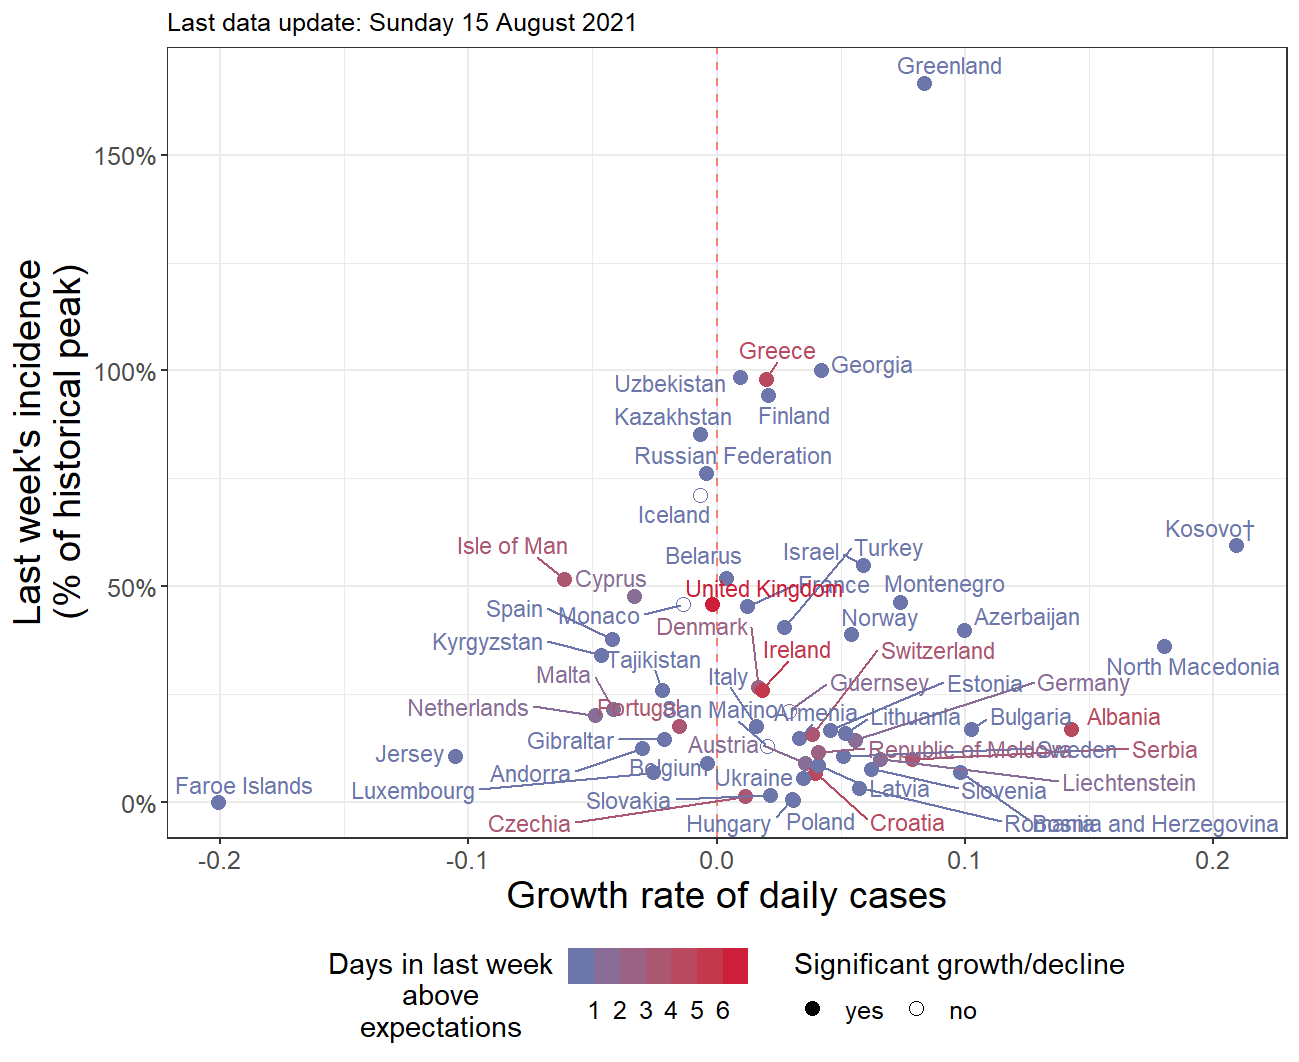 Last data update: Sunday 15 August 2021
Last week's incidence
(% of historical peak)
150%
100%
50%
0%
Greenland
Greece
Georgia
Uzbekistan
Finland
Kazakhstan
Russian Federation
Iceland
Kosovo†
Isle of Man
Belarus
Israel
Turkey
Cyprus
United Kingdom
France
Montenegro
Spain
Monaco
Denmark
Norway
Azerbaijan
Kyrgyzstan
Tajikistan
Ireland
Switzerland
North Macedonia
Malta
Italy
Guernsey
Estonia
Germany
Netherlands
Portugal
San Marino
Armenia
Lithuania
Bulgaria
Albania
Gibraltar
Austria
Republic of Moldova
Sweden
Serbia
Jersey
Andorra
Belgium
Ukraine
Liechtenstein
Faroe Islands
Luxembourg
Latvia
Slovenia
Slovakia
Czechia
Hungary
Poland
Croatia
Romania
Bosnia and Herzegovina
-0.2
-0.1
0.0
0.1
0.2
Growth rate of daily cases
Days in last week
above
expectations
1 2 3 4 5 6
Significant growth/decline
yes
no